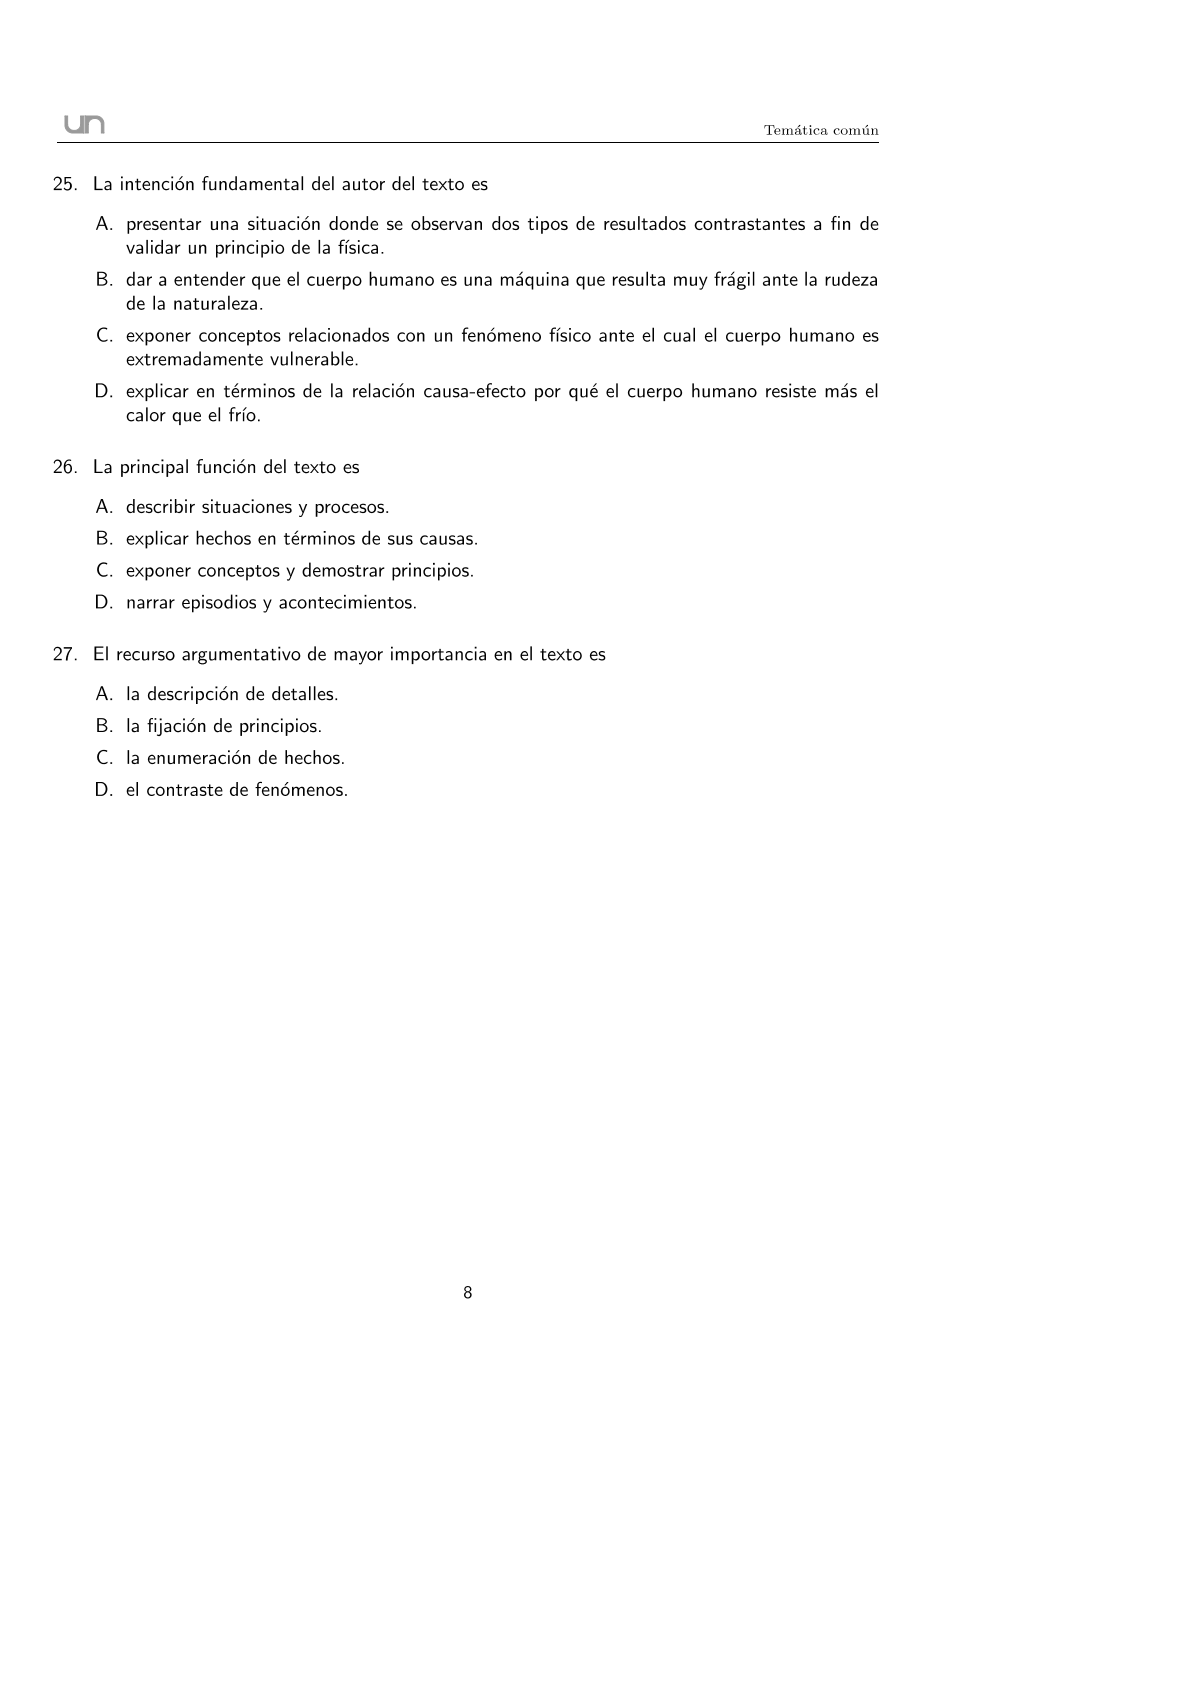 un
Temática común
25. La intención fundamental del autor del texto es
A. presentar una situación donde se observan dos tipos de resultados contrastantes a fin de
validar un principio de la física.
B. dar a entender que el cuerpo humano es una máquina que resulta muy frágil ante la rudeza
de la naturaleza.
C. exponer conceptos relacionados con un fenómeno físico ante el cual el cuerpo humano es
extremadamente vulnerable.
D. explicar en términos de la relación causa-efecto por qué el cuerpo humano resiste más el
calor que el frío.
26. La principal función del texto es
A. describir situaciones y procesos.
B. explicar hechos en términos de sus causas.
C. exponer conceptos y demostrar principios.
D. narrar episodios y acontecimientos.
27. El recurso argumentativo de mayor importancia en el texto es
A. la descripción de detalles.
B. la fijación de principios.
C. la enumeración de hechos.
D. el contraste de fenómenos.
8